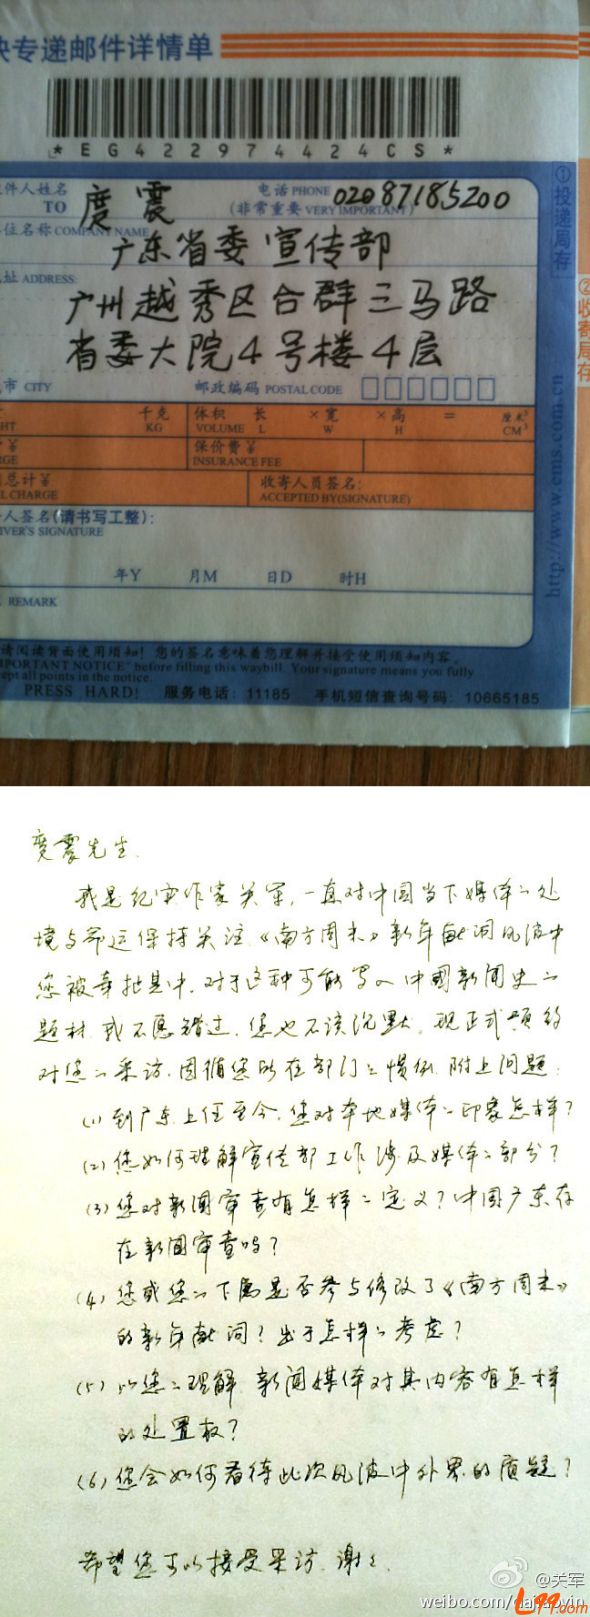 快专递邮件详情单
*EG422974424CS*
件人姓名 电话 PHONE 02087185200
TO 庹震 (非常重要 VERY IMPORTANT)
位名称 COMPANY NAME
广东省委宣传部
址 ADDRESS:
广州越秀区合群三马路
省委大院4号楼4层
市 CITY 邮政编码 POSTAL CODE
千克 体积 长 ×宽 ×高 = 厘米³
HT KG VOLUME L W H CM³
费¥ 保价费¥
RGE INSURANCE FEE
总计¥ 收寄人员签名:
L CHARGE ACCEPTED BY(SIGNATURE)
人签名(请书写工整):
IVER'S SIGNATURE
年Y 月M 日D 时H
REMARK
请阅读背面使用须知! 您的签名意味着您理解并接受使用须知内容。
IMPORTANT NOTICE" before filling this waybill. Your signature means you fully
cept all points in the notice.
PRESS HARD! 服务电话: 11185 手机短信查询号码: 10665185
①投递局存
http://www.ems.com.cn
②收寄局存
庹震先生.
我是纪实作家关军,一直对中国当下媒体的处
境与命运保持关注.《南方周末》新年献词风波中
您被牵扯其中.对于这种可能写入中國新闻史的
题材.我不愿错过.您也不该沉默.现正式预约
对您的采访.因循您所在部门的惯例.附上问题:
(1)到广东上任至今.您对本地媒体的印象怎样?
(2)您如何理解宣传部工作涉及媒体的部分?
(3)您对新闻审查有怎样的定义?中国广东存
在新闻审查吗?
(4)您或您的下属是否参与修改了《南方周末》
的新年献词?出于怎样的考虑?
(5)以您的理解.新闻媒体对其内容有怎样
的处置权?
(6)您会如何看待此次风波中外界的质疑?
希望您可以接受采访.谢谢.
@关军
weibo.com/
L99.com